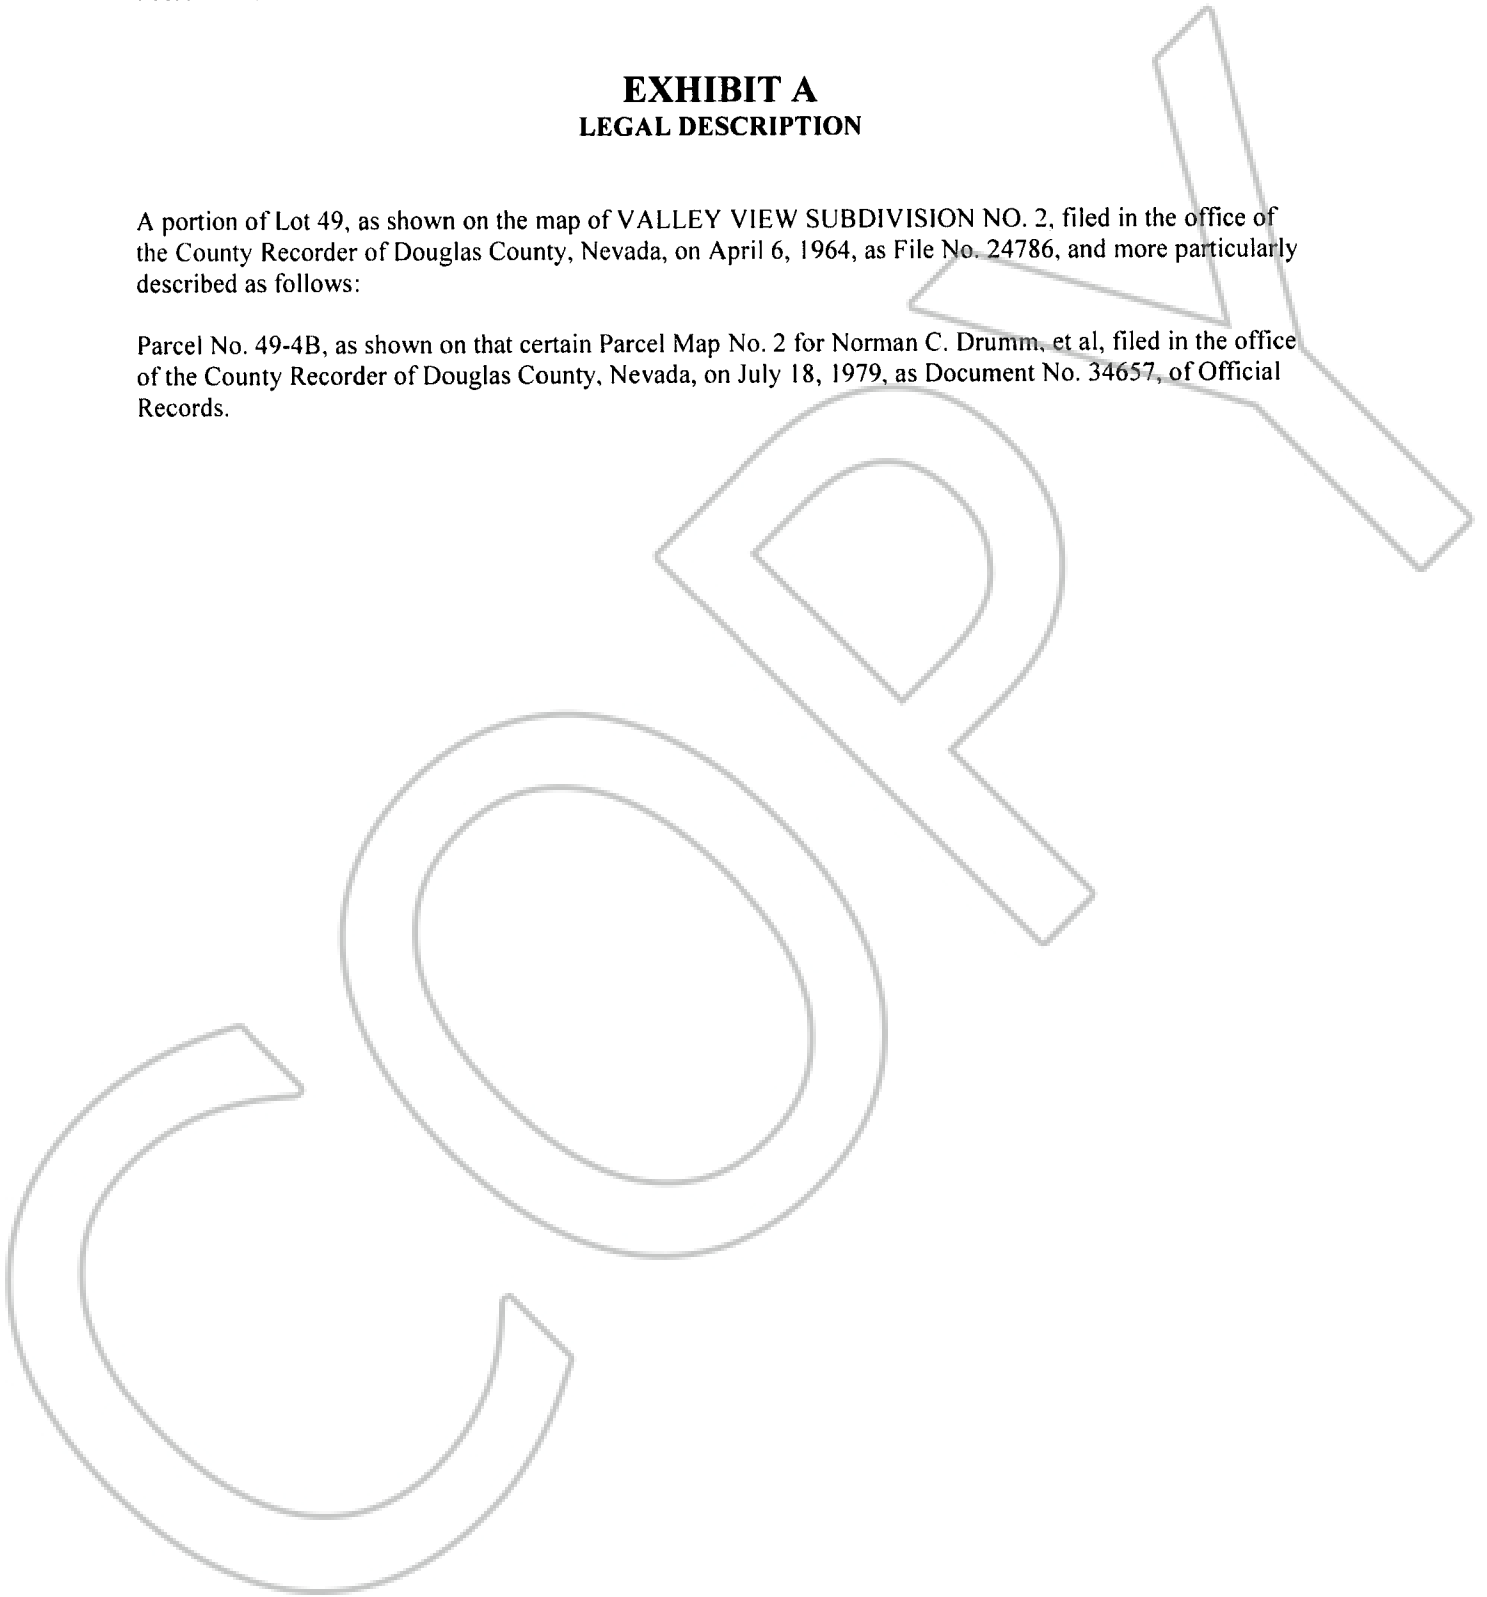 EXHIBIT A
LEGAL DESCRIPTION
A portion of Lot 49, as shown on the map of VALLEY VIEW SUBDIVISION NO. 2, filed in the office of
the County Recorder of Douglas County, Nevada, on April 6, 1964, as File No. 24786, and more particularly
described as follows:
Parcel No. 49-4B, as shown on that certain Parcel Map No. 2 for Norman C. Drumm, et al, filed in the office
of the County Recorder of Douglas County, Nevada, on July 18, 1979, as Document No. 34657, of Official
Records.
COPY